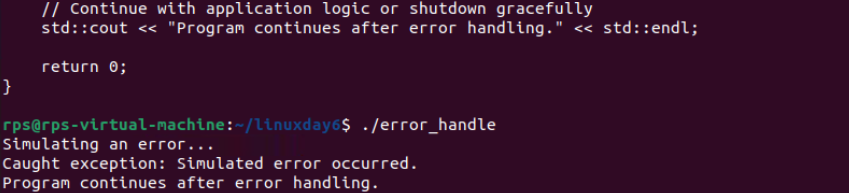 // Continue with application logic or shutdown gracefully
std::cout << "Program continues after error handling." << std::endl;
return 0;
}
rps@rps-virtual-machine:~/linuxday6$ ./error_handle
Simulating an error...
Caught exception: Simulated error occurred.
Program continues after error handling.